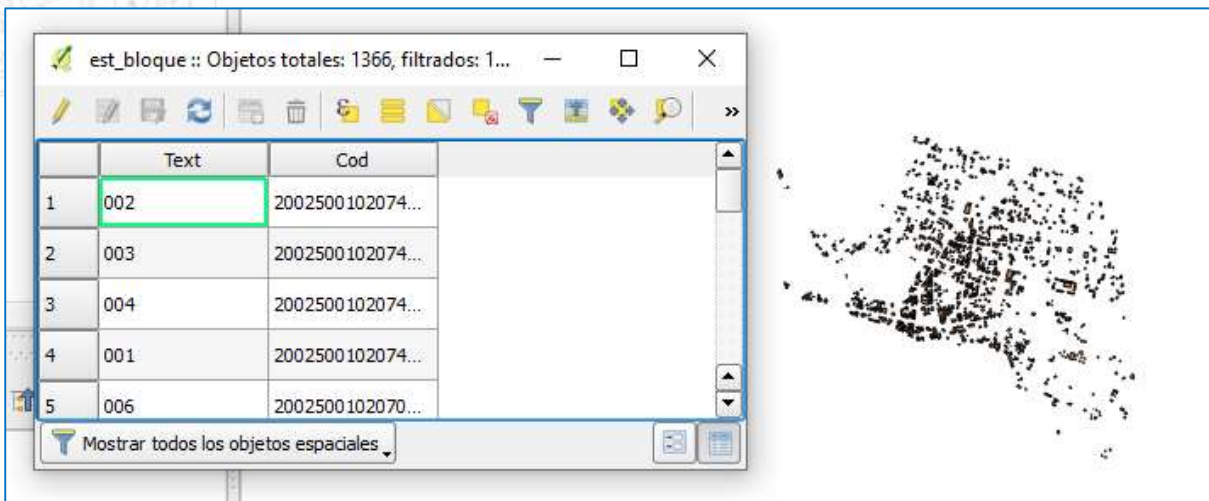 est_bloque :: Objetos totales: 1366, filtrados: 1...
Text Cod
1 002 2002500102074...
2 003 2002500102074...
3 004 2002500102074...
4 001 2002500102074...
5 006 2002500102070...
Mostrar todos los objetos espaciales